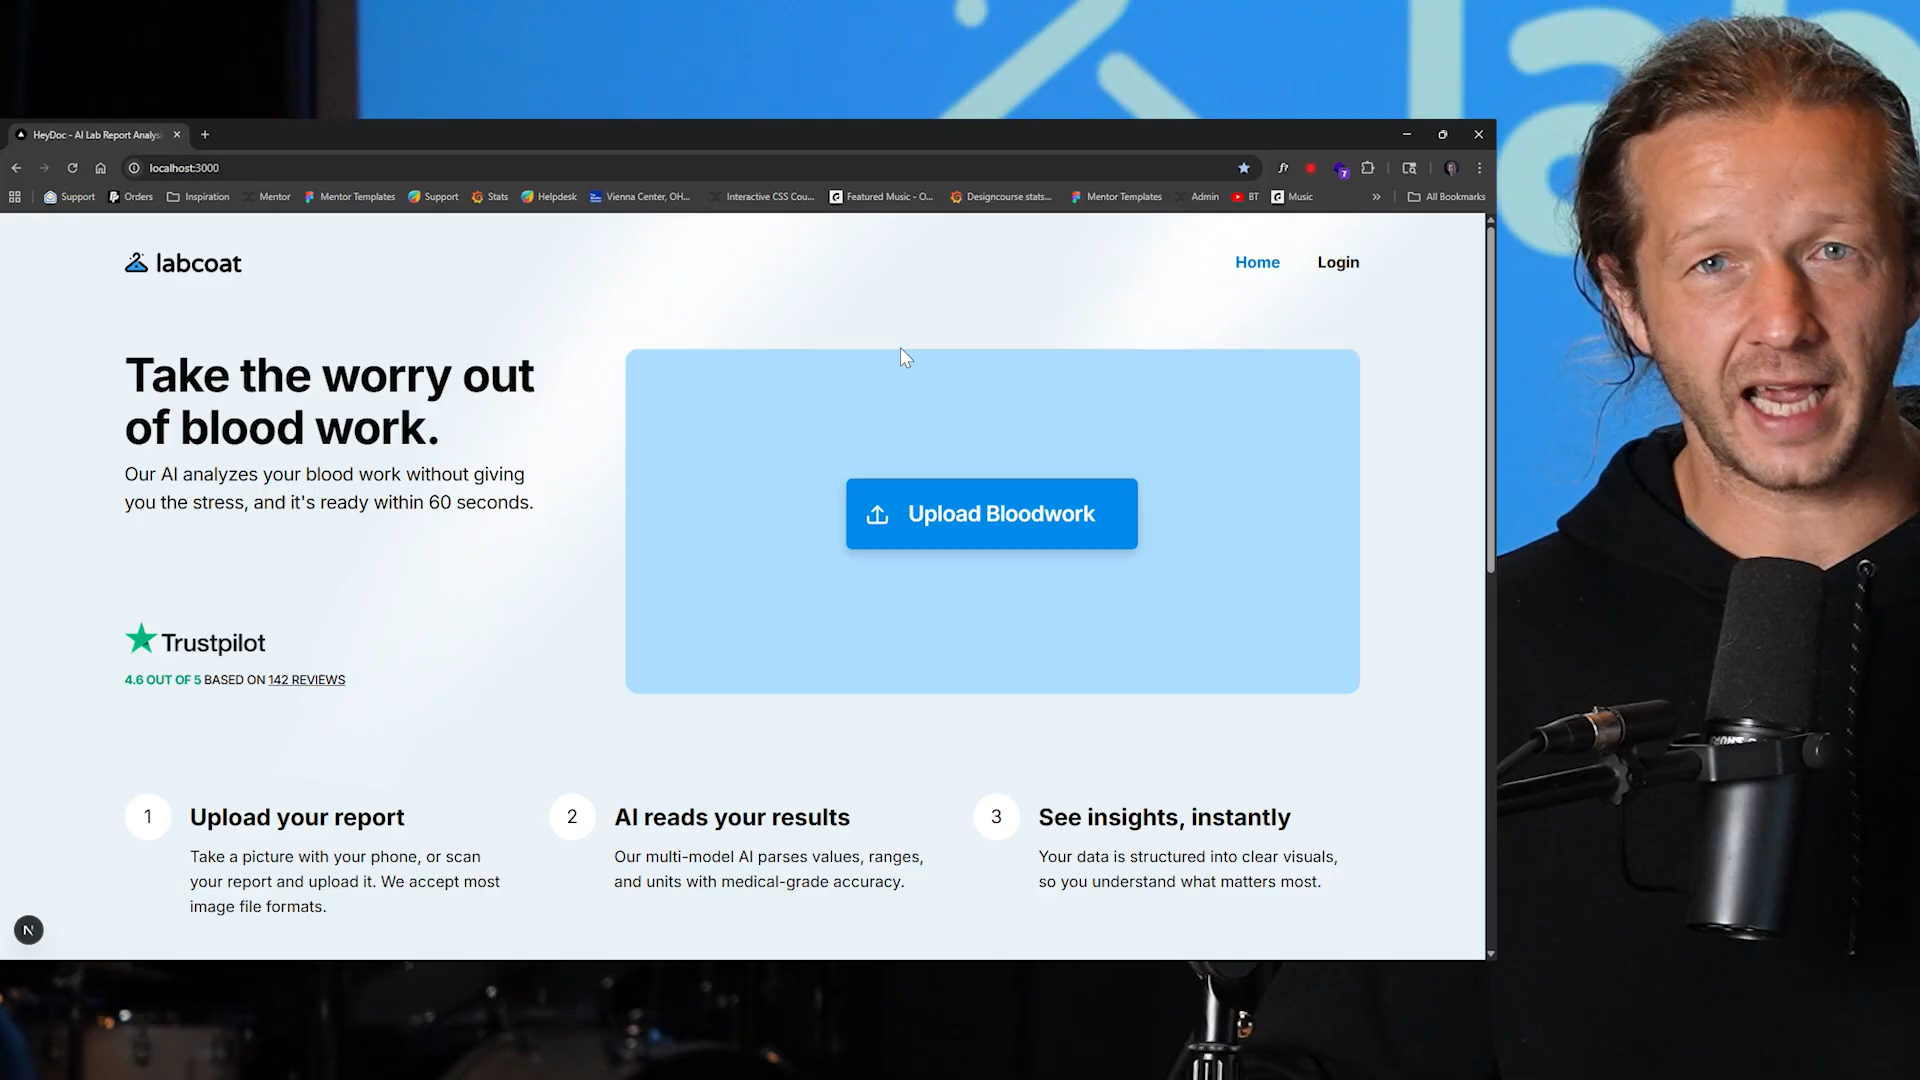 la
HeyDoc - AI Lab Report Analys
localhost:3000
f?
7
Support
Orders
Inspiration
Mentor
Mentor Templates
Support
Stats
Helpdesk
Vienna Center, OH...
Interactive CSS Cou...
Featured Music - O...
Designcourse stats...
Mentor Templates
Admin
BT
Music
»
All Bookmarks
labcoat
Home
Login
Take the worry out
of blood work.
Our AI analyzes your blood work without giving
you the stress, and it's ready within 60 seconds.
Upload Bloodwork
Trustpilot
4.6 OUT OF 5 BASED ON 142 REVIEWS
1
Upload your report
Take a picture with your phone, or scan
your report and upload it. We accept most
image file formats.
2
AI reads your results
Our multi-model AI parses values, ranges,
and units with medical-grade accuracy.
3
See insights, instantly
Your data is structured into clear visuals,
so you understand what matters most.
N